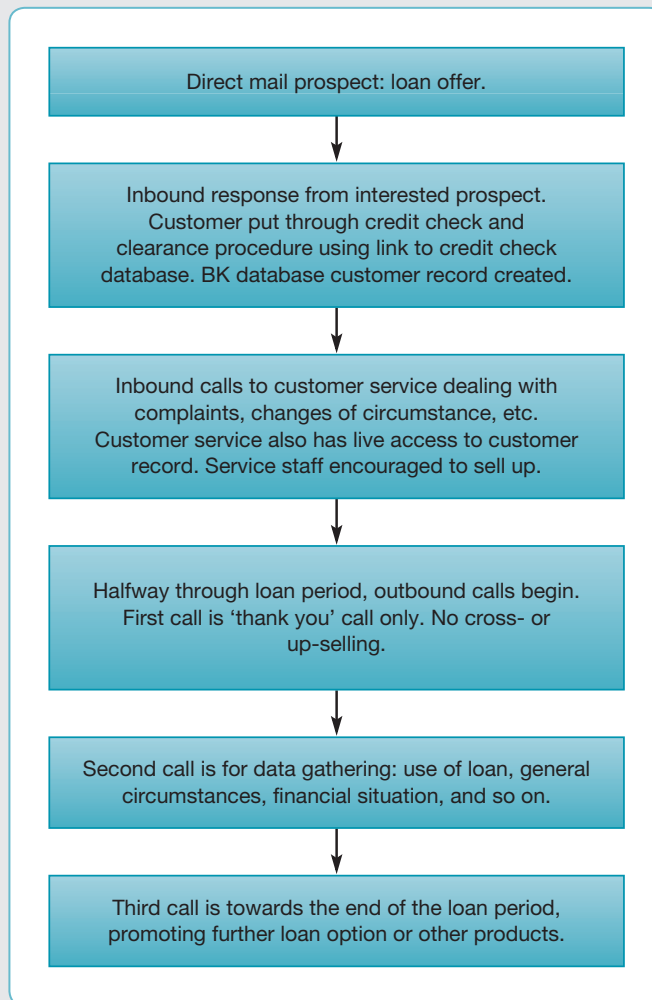 Direct mail prospect: loan offer.
Inbound response from interested prospect.
Customer put through credit check and
clearance procedure using link to credit check
database. BK database customer record created.
Inbound calls to customer service dealing with
complaints, changes of circumstance, etc.
Customer service also has live access to customer
record. Service staff encouraged to sell up.
Halfway through loan period, outbound calls begin.
First call is ‘thank you’ call only. No cross- or
up-selling.
Second call is for data gathering: use of loan, general
circumstances, financial situation, and so on.
Third call is towards the end of the loan period,
promoting further loan option or other products.